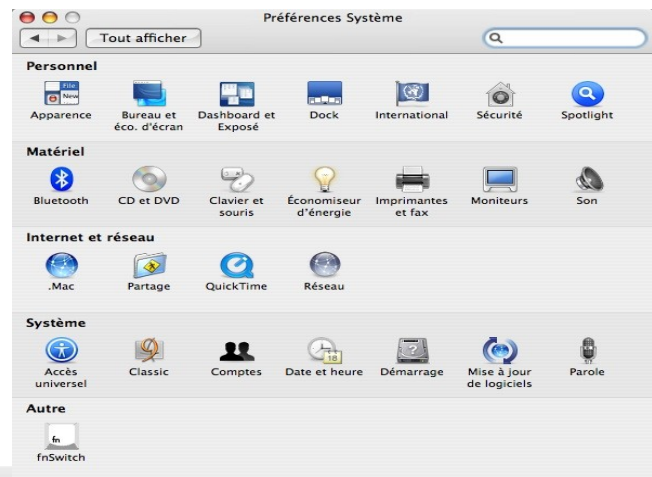 Préférences Système
Tout afficher
Personnel
File
New
Apparence
Bureau et
éco. d'écran
Dashboard et
Exposé
Dock
International
Sécurité
Spotlight
Matériel
Bluetooth
CD et DVD
Clavier et
souris
Économiseur
d'énergie
Imprimantes
et fax
Moniteurs
Son
Internet et réseau
.Mac
Partage
QuickTime
Réseau
Système
Accès
universel
Classic
Comptes
18
Date et heure
?
Démarrage
Mise à jour
de logiciels
Parole
Autre
fn
fnSwitch